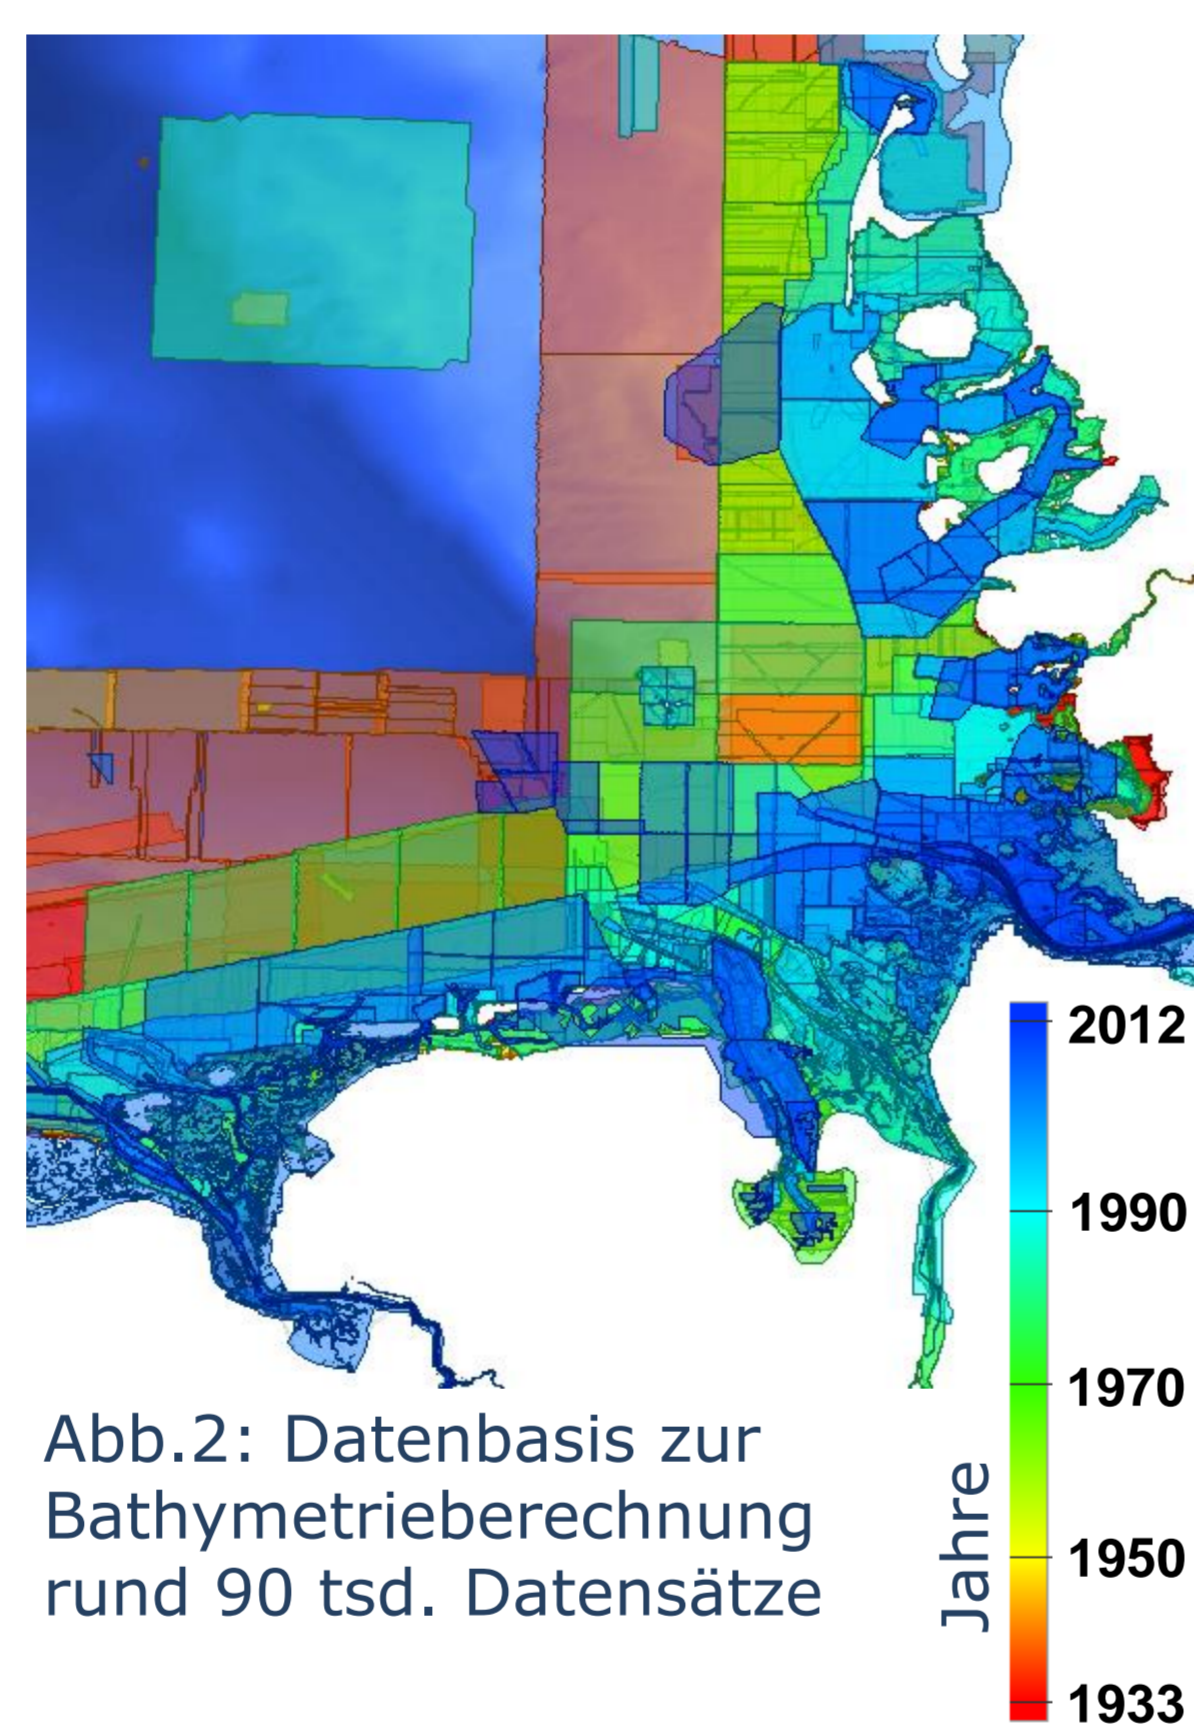 2012
1990
1970
1950
1933
Jahre
Abb.2: Datenbasis zur
Bathymetrieberechnung
rund 90 tsd. Datensätze